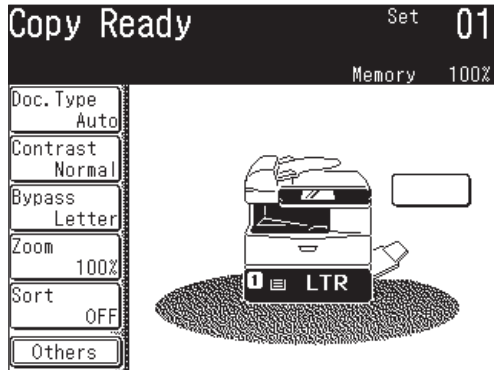 Copy Ready
Set 01
Memory 100%
Doc.Type
Auto
Contrast
Normal
Bypass
Letter
Zoom
100%
Sort
OFF
Others
1 LTR